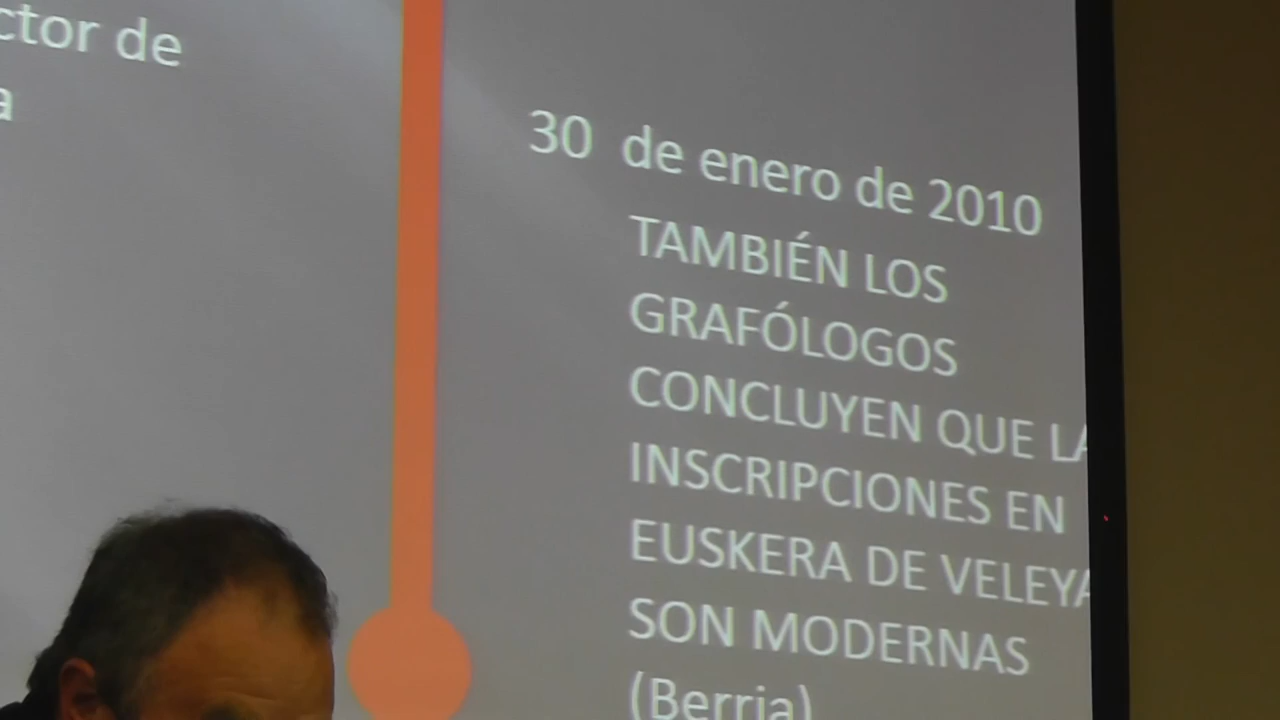 ctor de
a
30 de enero de 2010
TAMBIÉN LOS
GRAFÓLOGOS
CONCLUYEN QUE LA
INSCRIPCIONES EN
EUSKERA DE VELEYA
SON MODERNAS
(Berria)